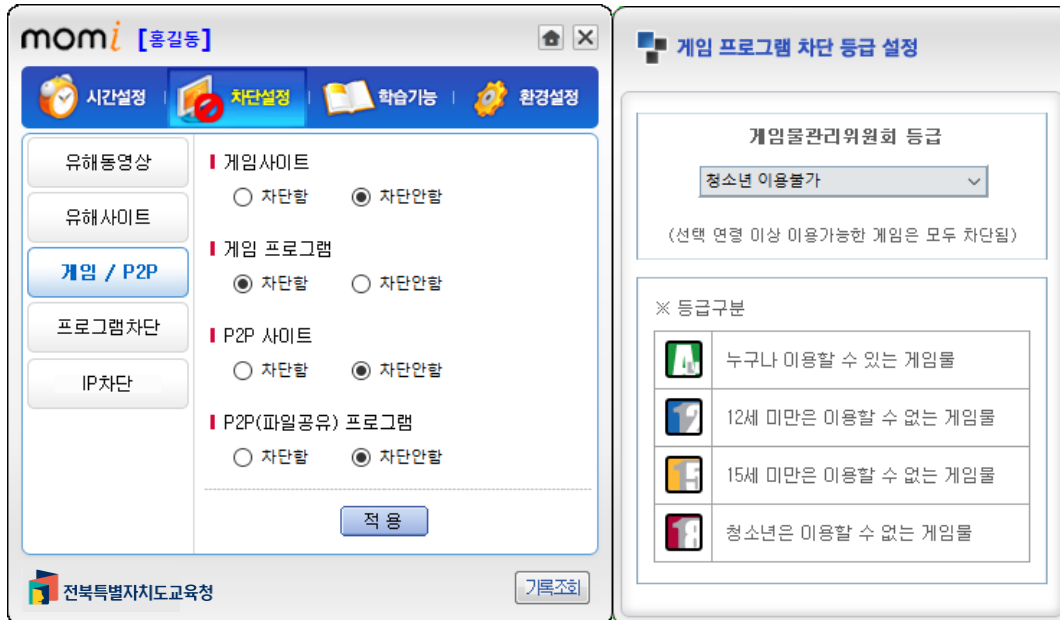 momi [홍길동]
시간설정
차단설정
학습기능
환경설정
유해동영상
유해사이트
게임 / P2P
프로그램차단
IP차단
게임사이트
차단함 차단안함
게임 프로그램
차단함 차단안함
P2P 사이트
차단함 차단안함
P2P(파일공유) 프로그램
차단함 차단안함
적 용
전북특별자치도교육청
기록조회
게임 프로그램 차단 등급 설정
게임물관리위원회 등급
청소년 이용불가
(선택 연령 이상 이용가능한 게임은 모두 차단됨)
※ 등급구분
누구나 이용할 수 있는 게임물
12 12세 미만은 이용할 수 없는 게임물
15 15세 미만은 이용할 수 없는 게임물
18 청소년은 이용할 수 없는 게임물